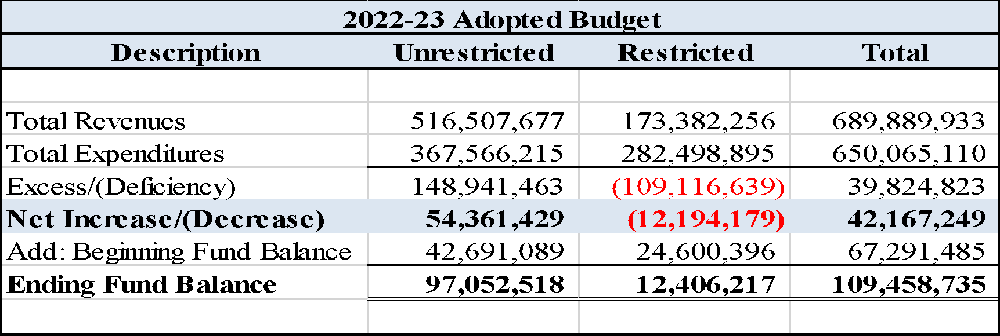 2022-23 Adopted Budget
Description Unrestricted Restricted Total
Total Revenues 516,507,677 173,382,256 689,889,933
Total Expenditures 367,566,215 282,498,895 650,065,110
Excess/(Deficiency) 148,941,463 (109,116,639) 39,824,823
Net Increase/(Decrease) 54,361,429 (12,194,179) 42,167,249
Add: Beginning Fund Balance 42,691,089 24,600,396 67,291,485
Ending Fund Balance 97,052,518 12,406,217 109,458,735